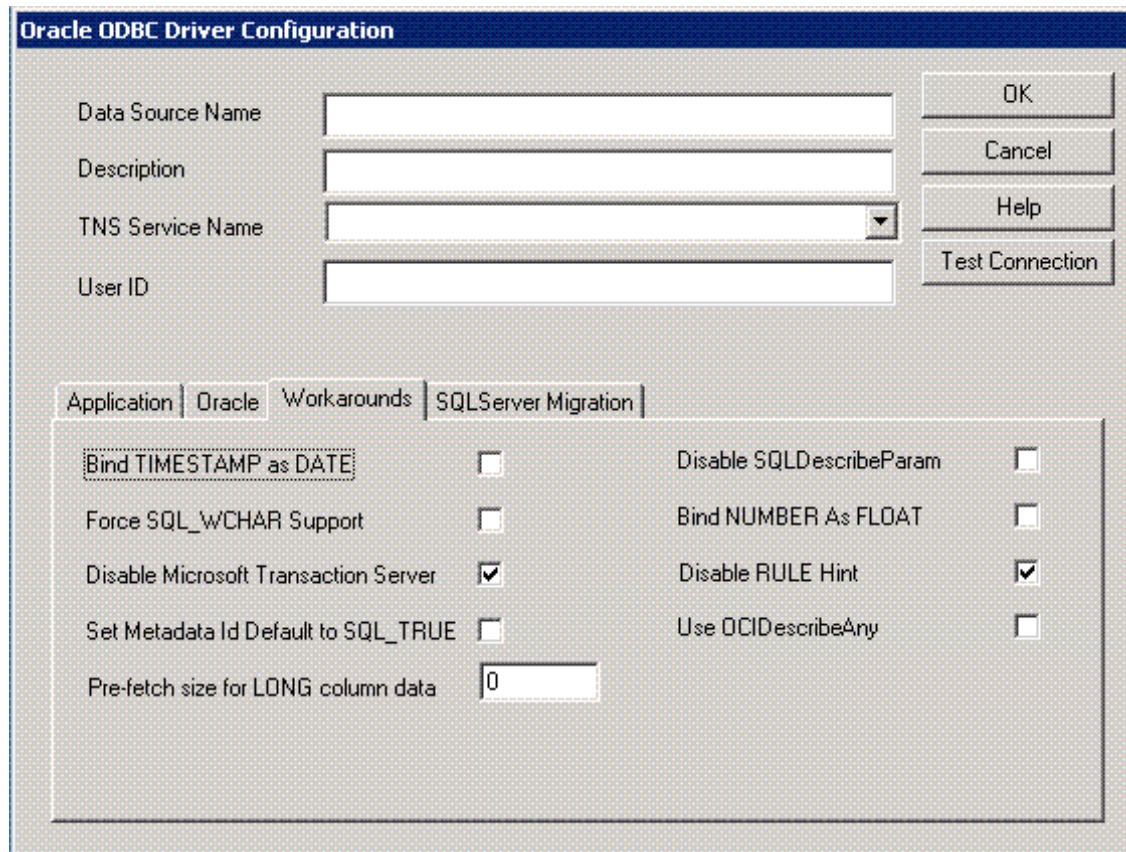 Oracle ODBC Driver Configuration
Data Source Name
OK
Description
Cancel
TNS Service Name
Help
User ID
Test Connection
Application
Oracle
Workarounds
SQLServer Migration
Bind TIMESTAMP as DATE
Disable SQLDescribeParam
Force SQL_WCHAR Support
Bind NUMBER As FLOAT
Disable Microsoft Transaction Server
Disable RULE Hint
Set Metadata Id Default to SQL_TRUE
Use OCIDescribeAny
Pre-fetch size for LONG column data
0